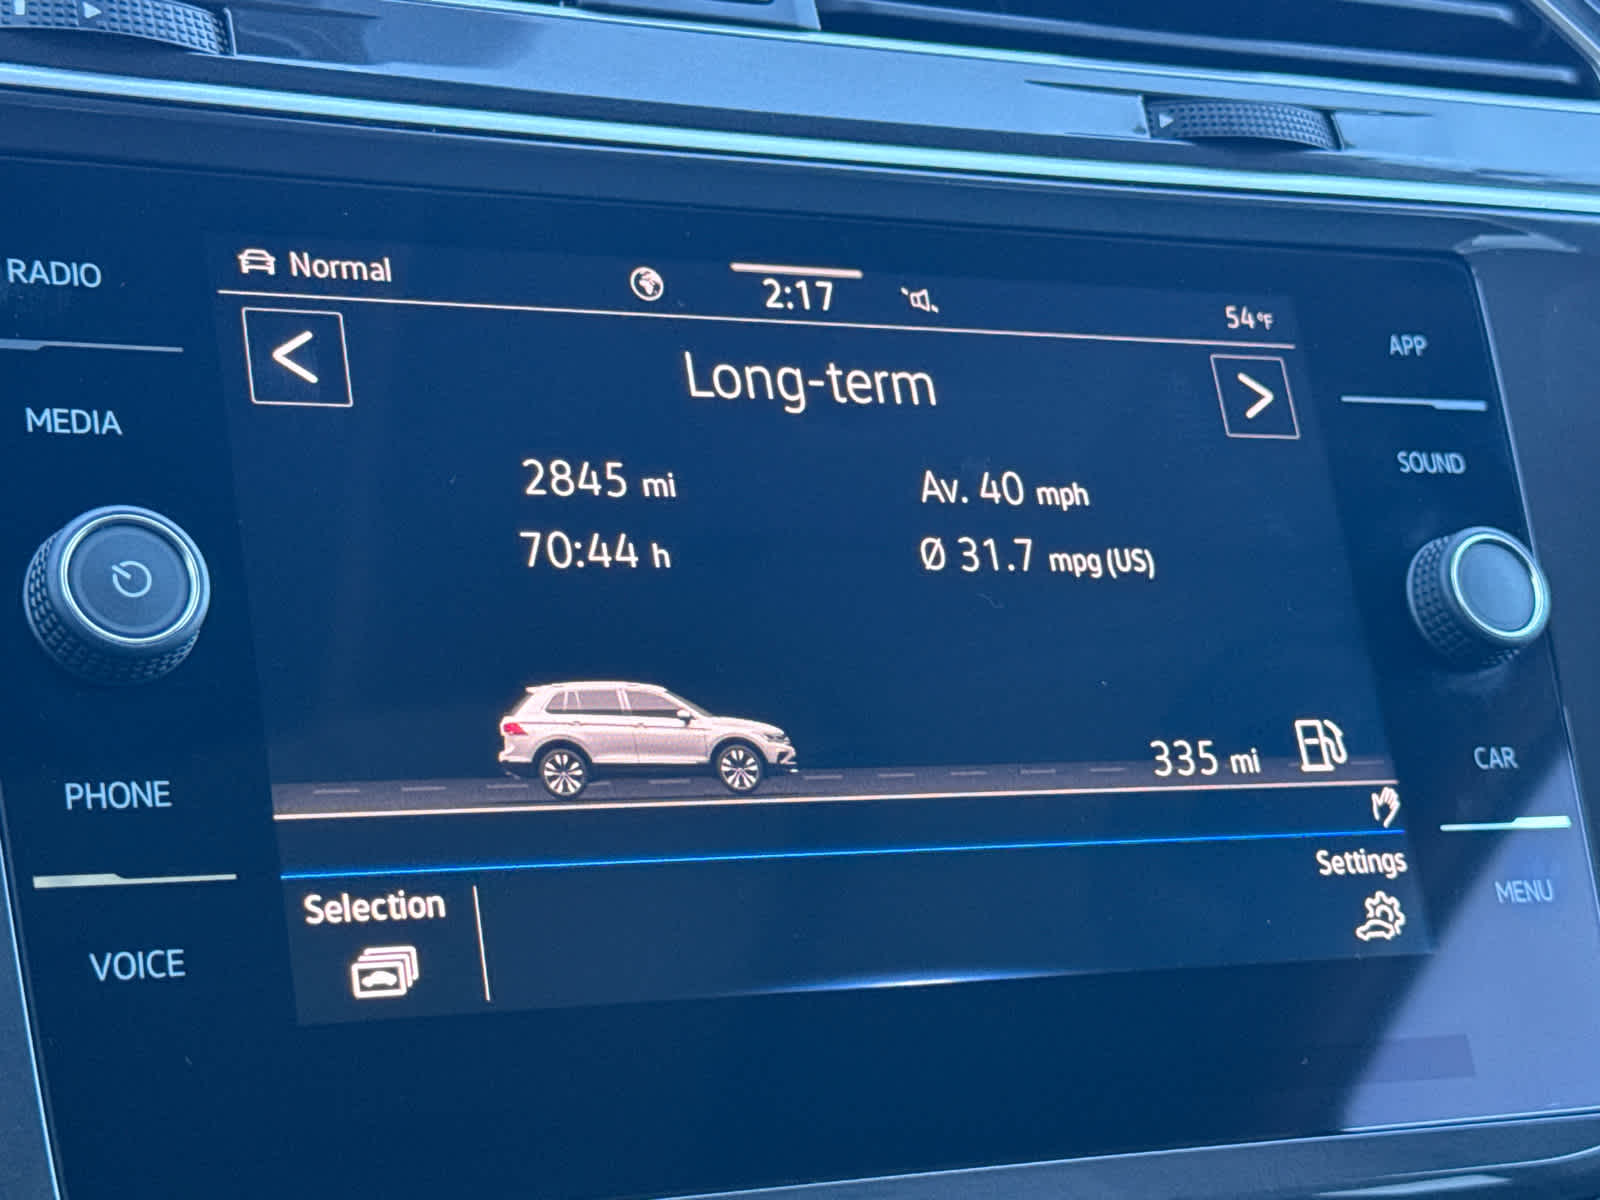 RADIO
MEDIA
PHONE
VOICE
Normal
2:17
54°F
<
Long-term
>
2845 mi
Av. 40 mph
70:44 h
Ø 31.7 mpg (US)
335 mi
Selection
Settings
APP
SOUND
CAR
MENU